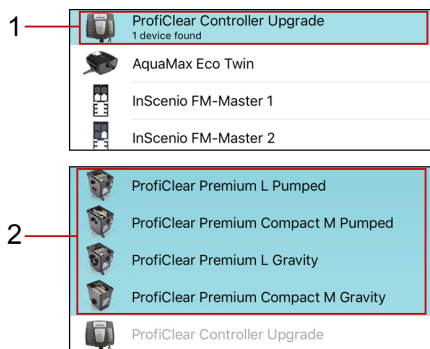 1
ProfiClear Controller Upgrade
1 device found
AquaMax Eco Twin
InScenio FM-Master 1
InScenio FM-Master 2
2
ProfiClear Premium L Pumped
ProfiClear Premium Compact M Pumped
ProfiClear Premium L Gravity
ProfiClear Premium Compact M Gravity
ProfiClear Controller Upgrade